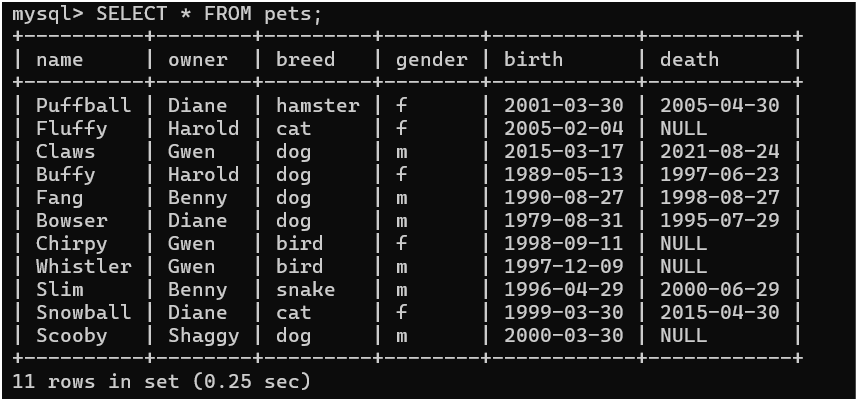 mysql> SELECT * FROM pets;
+----------+--------+---------+--------+------------+------------+
| name     | owner  | breed   | gender | birth      | death      |
+----------+--------+---------+--------+------------+------------+
| Puffball | Diane  | hamster | f      | 2001-03-30 | 2005-04-30 |
| Fluffy   | Harold | cat     | f      | 2005-02-04 | NULL       |
| Claws    | Gwen   | dog     | m      | 2015-03-17 | 2021-08-24 |
| Buffy    | Harold | dog     | f      | 1989-05-13 | 1997-06-23 |
| Fang     | Benny  | dog     | m      | 1990-08-27 | 1998-08-27 |
| Bowser   | Diane  | dog     | m      | 1979-08-31 | 1995-07-29 |
| Chirpy   | Gwen   | bird    | f      | 1998-09-11 | NULL       |
| Whistler | Gwen   | bird    | m      | 1997-12-09 | NULL       |
| Slim     | Benny  | snake   | m      | 1996-04-29 | 2000-06-29 |
| Snowball | Diane  | cat     | f      | 1999-03-30 | 2015-04-30 |
| Scooby   | Shaggy | dog     | m      | 2000-03-30 | NULL       |
+----------+--------+---------+--------+------------+------------+
11 rows in set (0.25 sec)